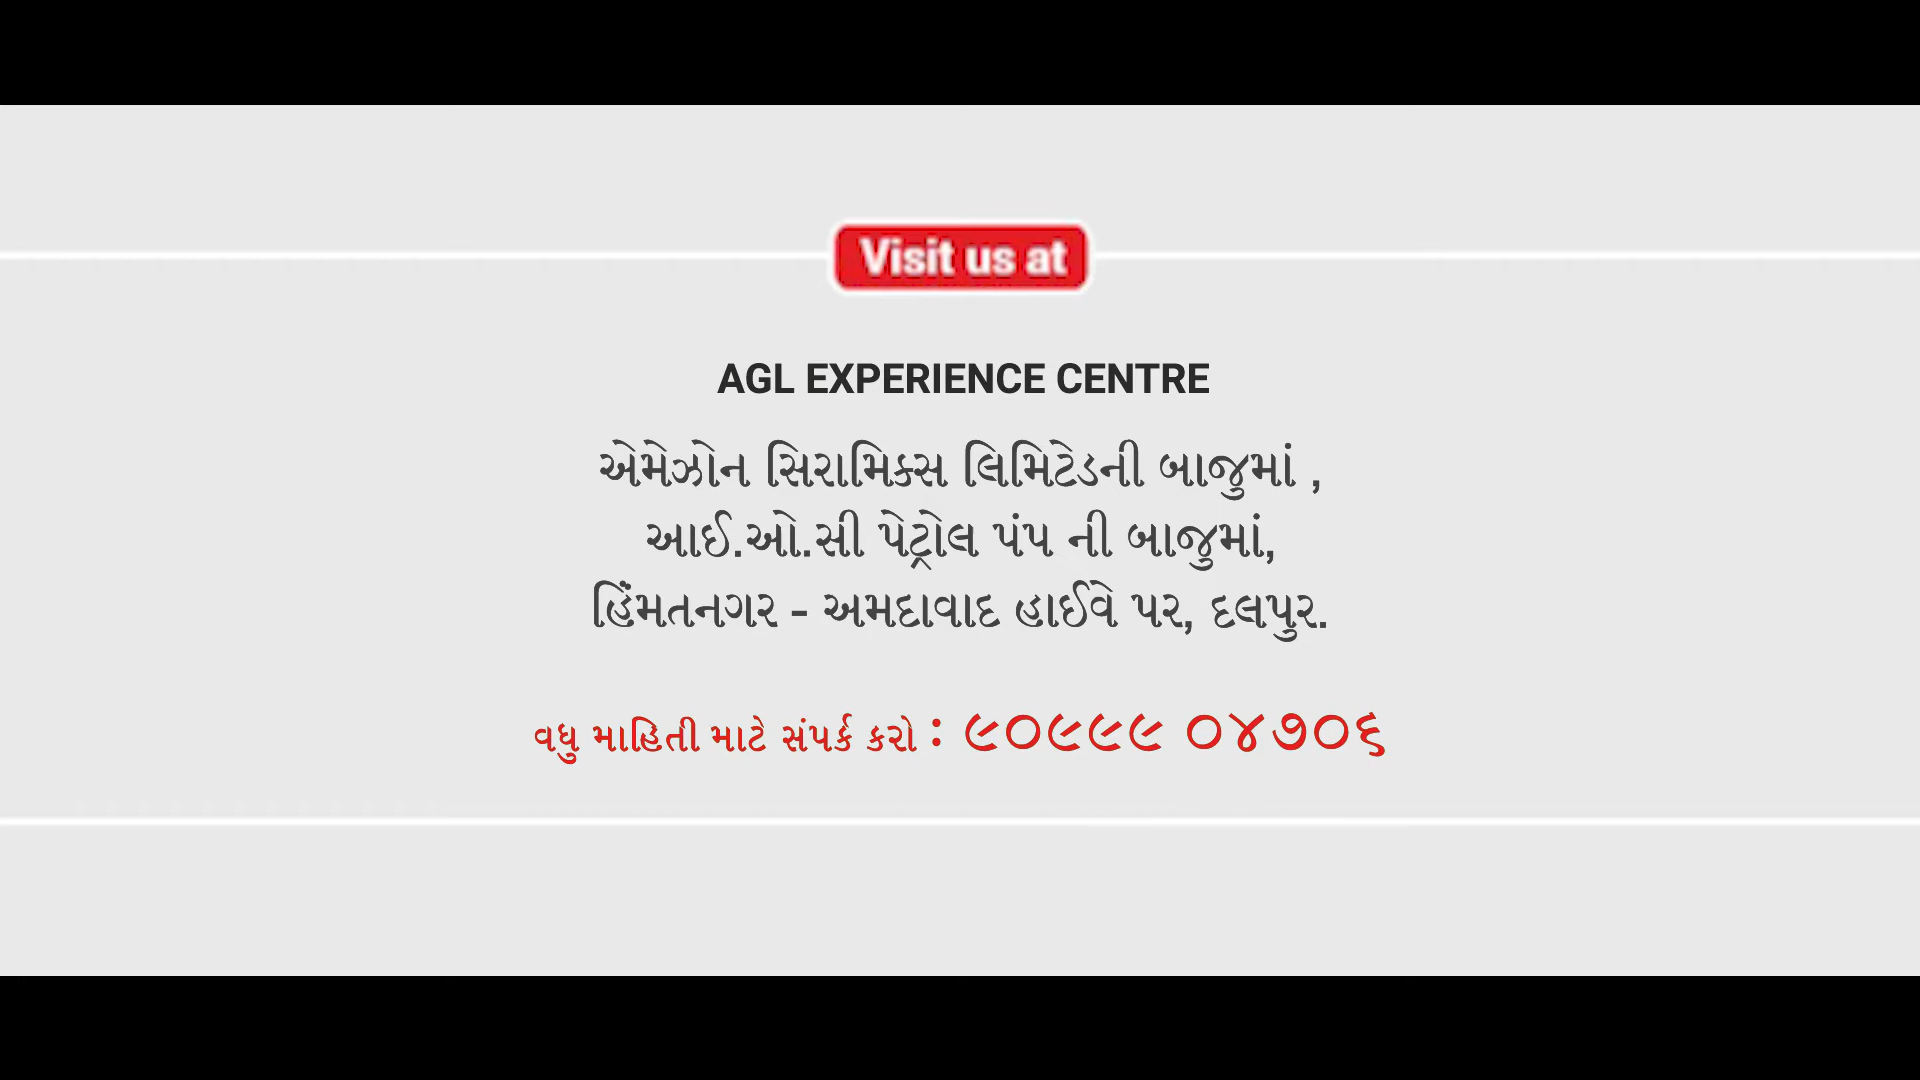 Visit us at
AGL EXPERIENCE CENTRE
એમેઝોન સિરામિક્સ લિમિટેડની બાજુમાં ,
આઈ.ઓ.સી પેટ્રોલ પંપ ની બાજુમાં,
હિંમતનગર - અમદાવાદ હાઈવે પર, દલપુર.
વધુ માહિતી માટે સંપર્ક કરો : ૯૦૯૯૯ ૦૪૭૦૬